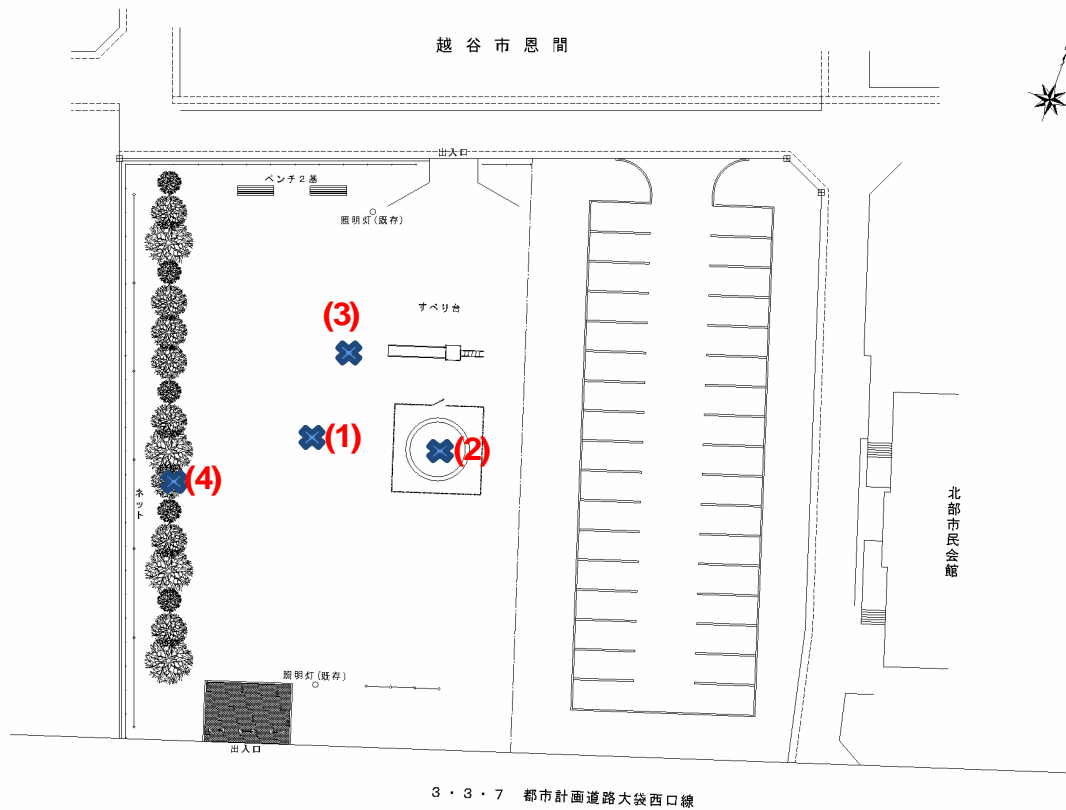 越谷市恩間
出入口
ベンチ2基
照明灯(既存)
すべり台
(3)
(1)
(2)
(4)
ネット
北部市民会館
照明灯(既存)
出入口
3・3・7 都市計画道路大袋西口線